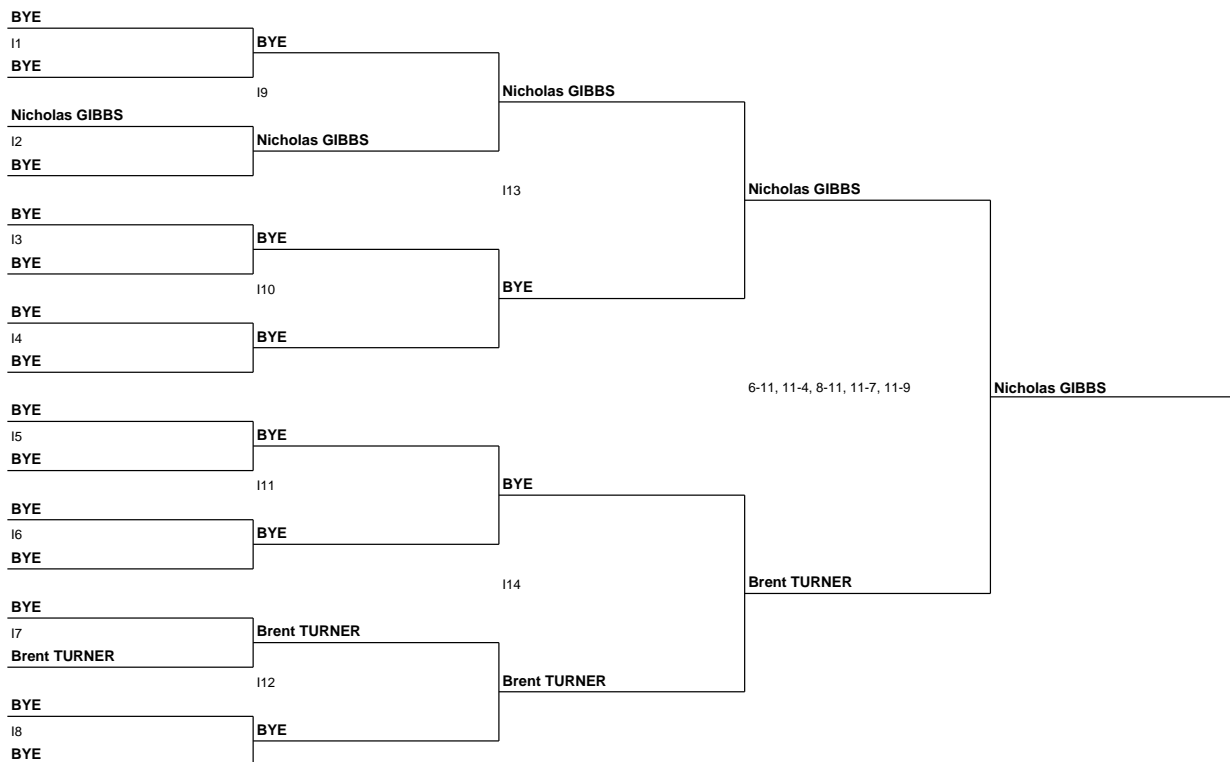 BYE
I1
BYE
BYE
I9
Nicholas GIBBS
Nicholas GIBBS
I2
Nicholas GIBBS
BYE
I13
Nicholas GIBBS
BYE
I3
BYE
BYE
I10
BYE
BYE
I4
BYE
BYE
6-11, 11-4, 8-11, 11-7, 11-9
Nicholas GIBBS
BYE
I5
BYE
BYE
I11
BYE
BYE
I6
BYE
BYE
I14
Brent TURNER
BYE
I7
Brent TURNER
Brent TURNER
I12
Brent TURNER
BYE
I8
BYE
BYE